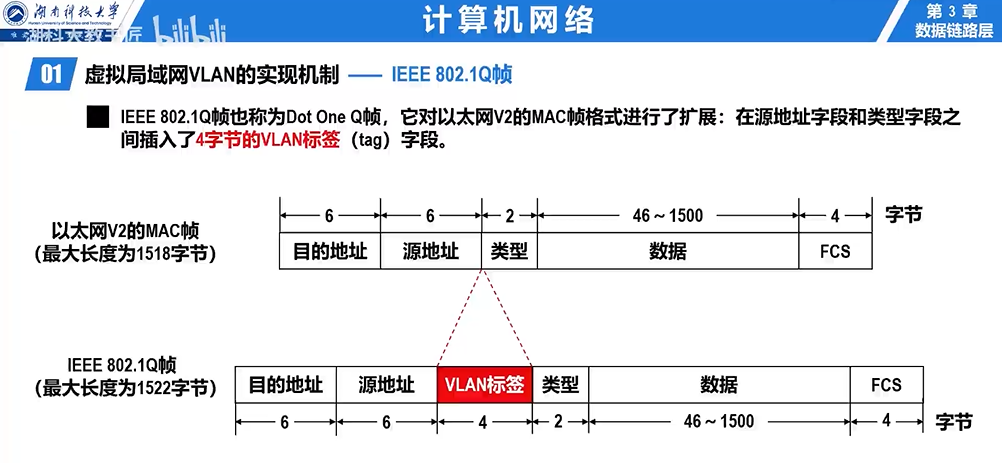 湖南科技大学
Hunan University of Science and Technology
计算机网络
第 3 章
数据链路层
湖科大教书匠 bilibili
01 虚拟局域网VLAN的实现机制 —— IEEE 802.1Q帧
IEEE 802.1Q帧也称为Dot One Q帧，它对以太网V2的MAC帧格式进行了扩展：在源地址字段和类型字段之
间插入了4字节的VLAN标签（tag）字段。
6 6 2 46～1500 4 字节
以太网V2的MAC帧
（最大长度为1518字节）
目的地址 源地址 类型 数据 FCS
IEEE 802.1Q帧
（最大长度为1522字节）
目的地址 源地址 VLAN标签 类型 数据 FCS
6 6 4 2 46～1500 4 字节